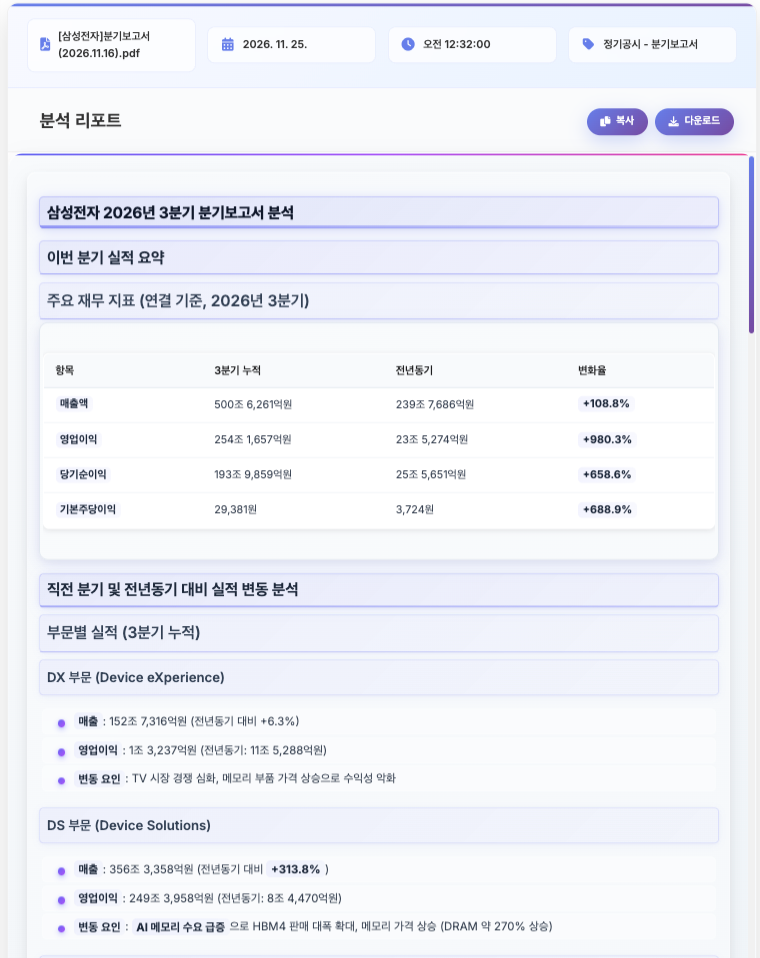 [삼성전자]분기보고서
(2026.11.16).pdf
2026. 11. 25.
오전 12:32:00
정기공시 - 분기보고서
분석 리포트
복사
다운로드
삼성전자 2026년 3분기 분기보고서 분석
이번 분기 실적 요약
주요 재무 지표 (연결 기준, 2026년 3분기)
항목 3분기 누적 전년동기 변화율
매출액 500조 6,261억원 239조 7,686억원 +108.8%
영업이익 254조 1,657억원 23조 5,274억원 +980.3%
당기순이익 193조 9,859억원 25조 5,651억원 +658.6%
기본주당이익 29,381원 3,724원 +688.9%
직전 분기 및 전년동기 대비 실적 변동 분석
부문별 실적 (3분기 누적)
DX 부문 (Device eXperience)
매출 : 152조 7,316억원 (전년동기 대비 +6.3%)
영업이익 : 1조 3,237억원 (전년동기: 11조 5,288억원)
변동 요인 : TV 시장 경쟁 심화, 메모리 부품 가격 상승으로 수익성 악화
DS 부문 (Device Solutions)
매출 : 356조 3,358억원 (전년동기 대비 +313.8% )
영업이익 : 249조 3,958억원 (전년동기: 8조 4,470억원)
변동 요인 : AI 메모리 수요 급증 으로 HBM4 판매 대폭 확대, 메모리 가격 상승 (DRAM 약 270% 상승)